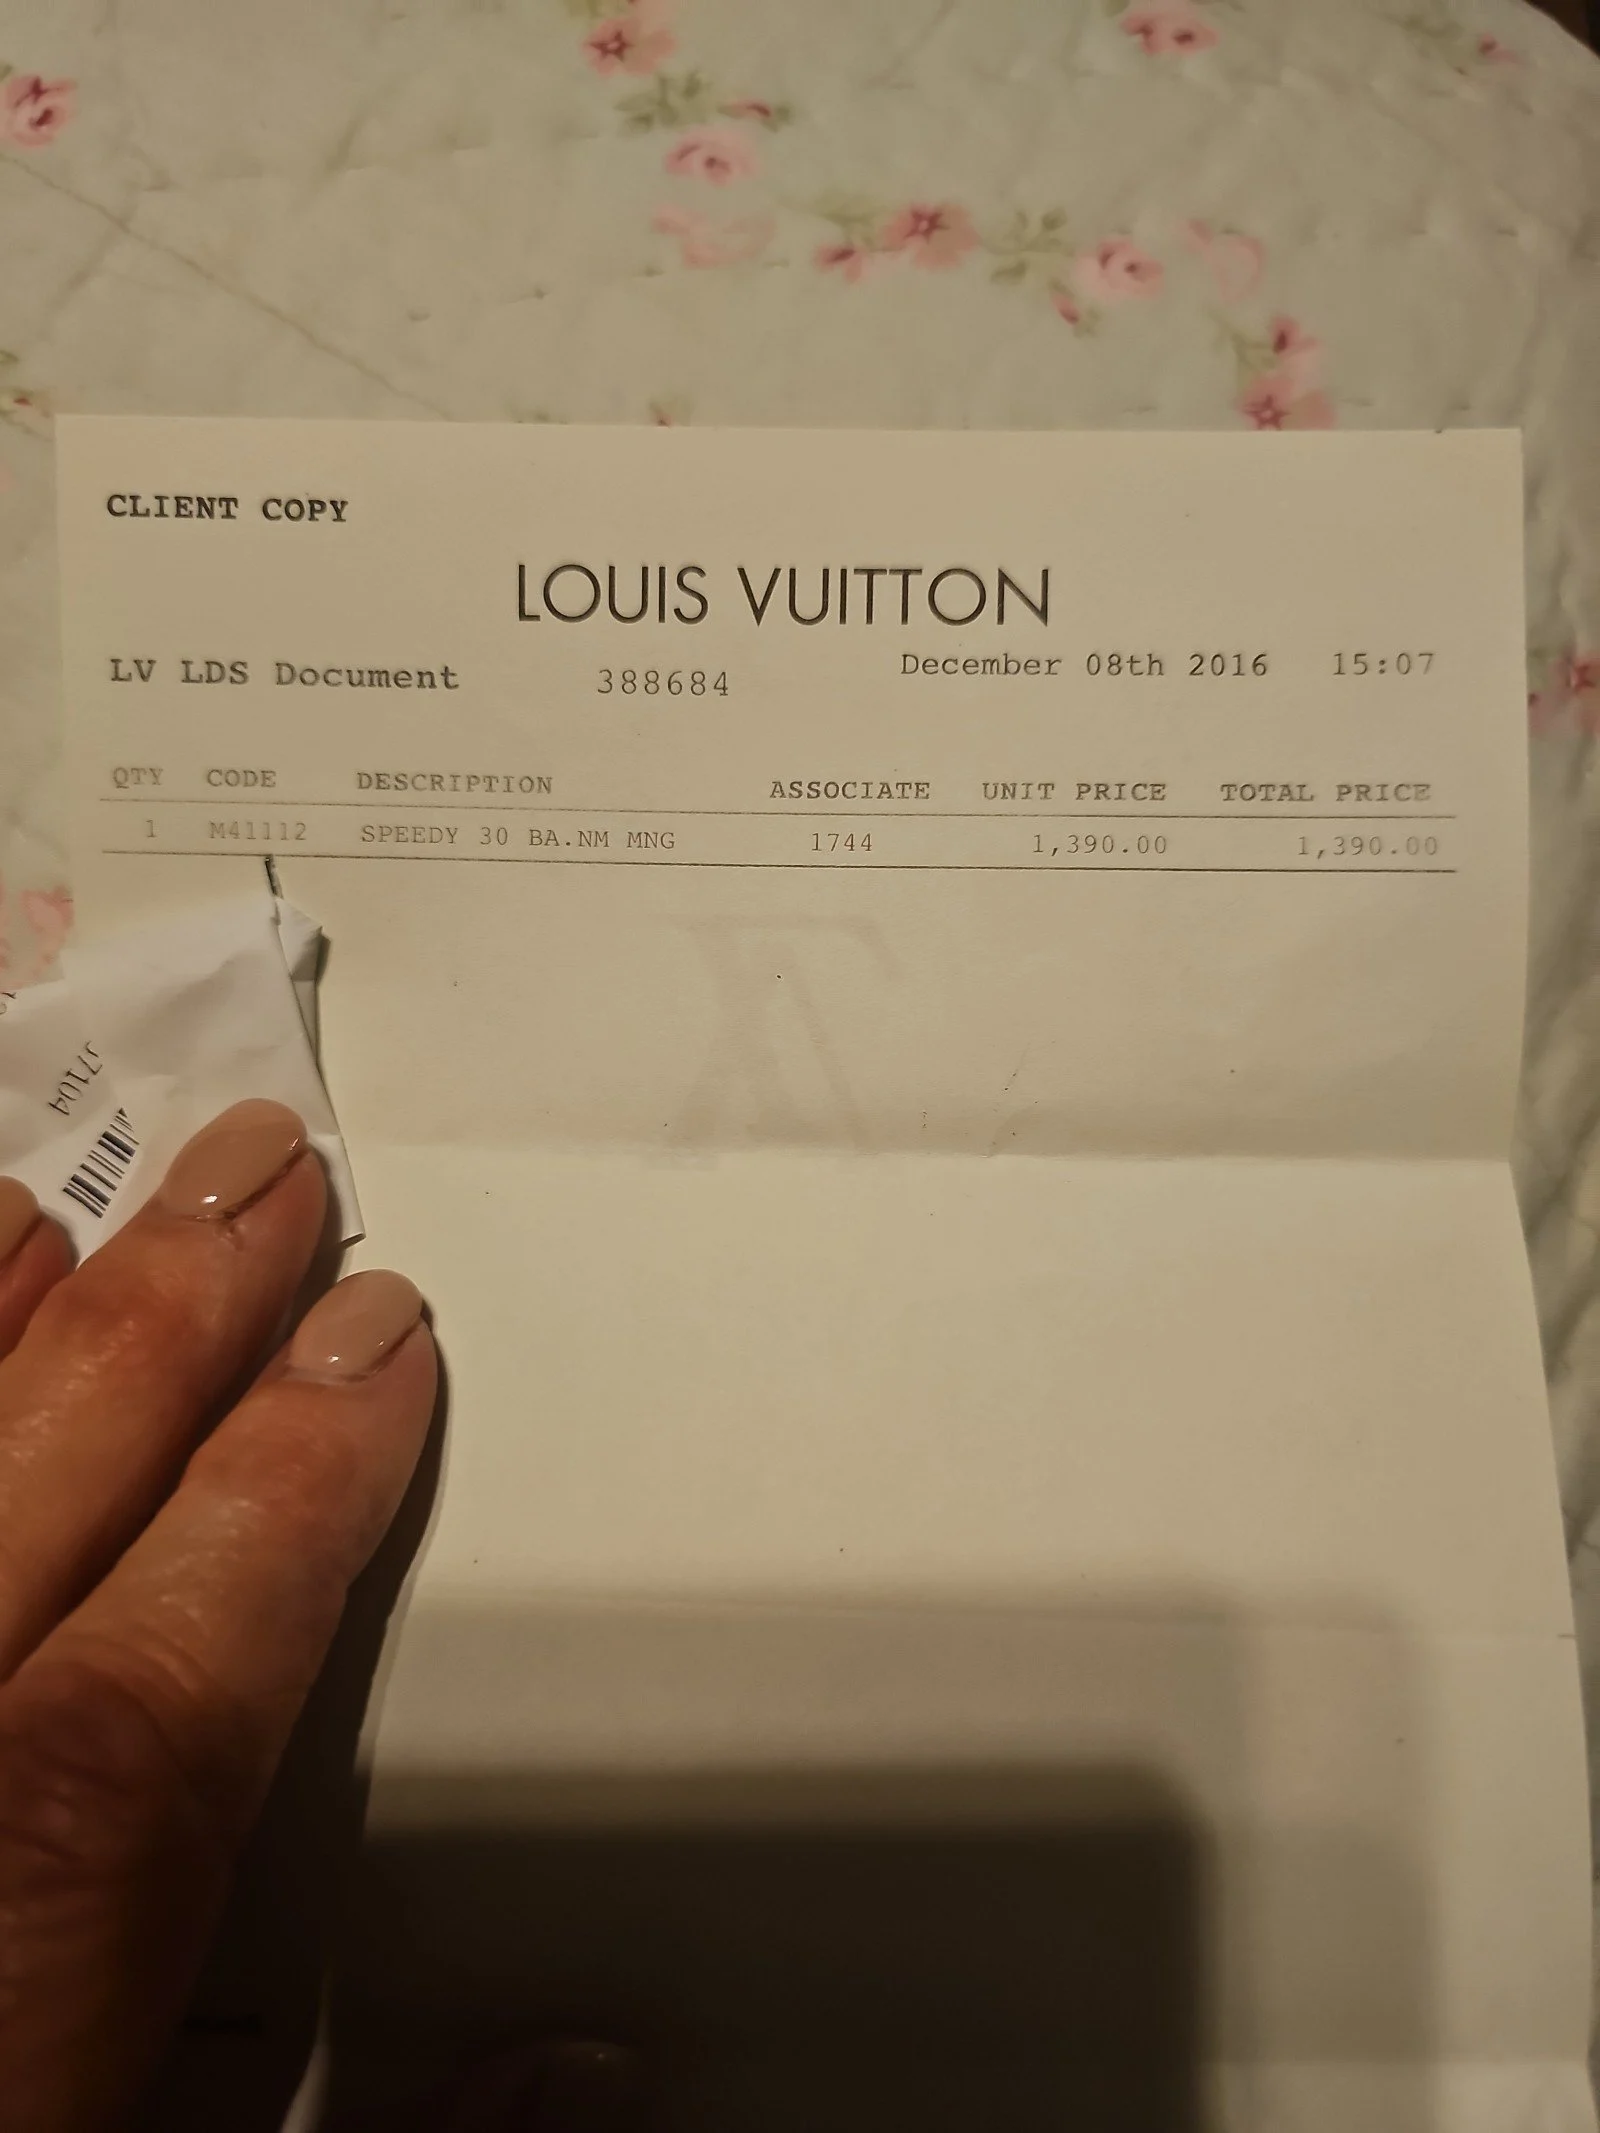 CLIENT COPY
LOUIS VUITTON
LV LDS Document 388684 December 08th 2016 15:07
QTY CODE DESCRIPTION ASSOCIATE UNIT PRICE TOTAL PRICE
1 M41112 SPEEDY 30 BA.NM MNG 1744 1,390.00 1,390.00
J7104